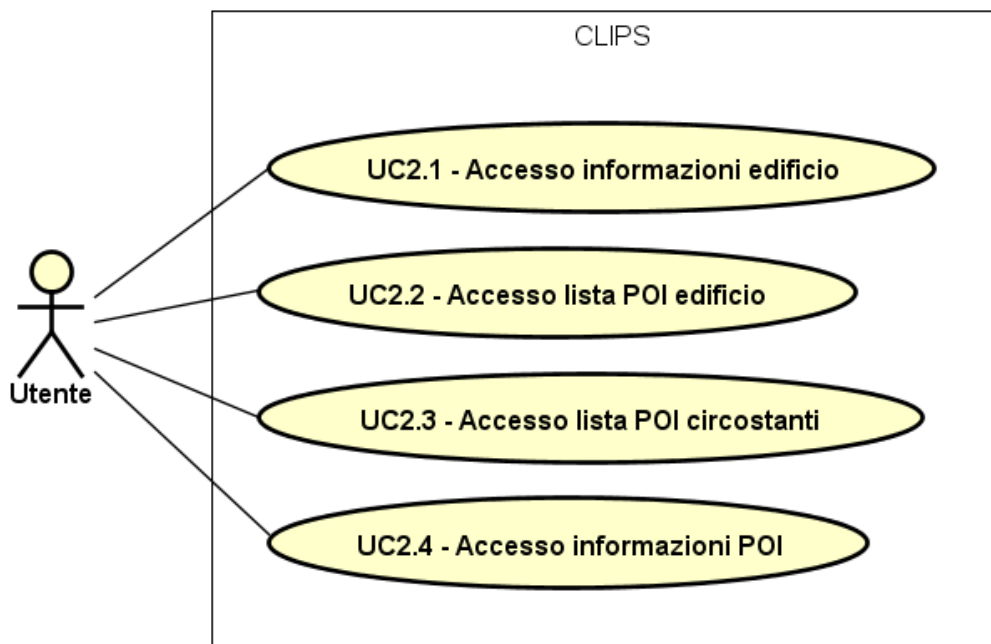 CLIPS
UC2.1 - Accesso informazioni edificio
UC2.2 - Accesso lista POI edificio
Utente
UC2.3 - Accesso lista POI circostanti
UC2.4 - Accesso informazioni POI